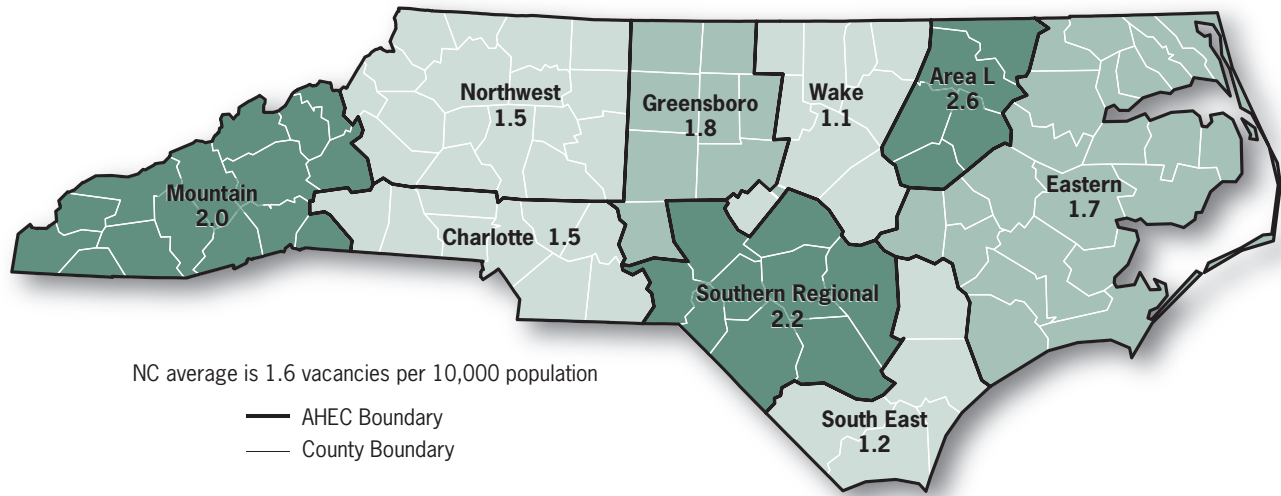 Northwest
1.5
Greensboro
1.8
Wake
1.1
Area L
2.6
Mountain
2.0
Eastern
1.7
Charlotte 1.5
Southern Regional
2.2
South East
1.2
NC average is 1.6 vacancies per 10,000 population
AHEC Boundary
County Boundary